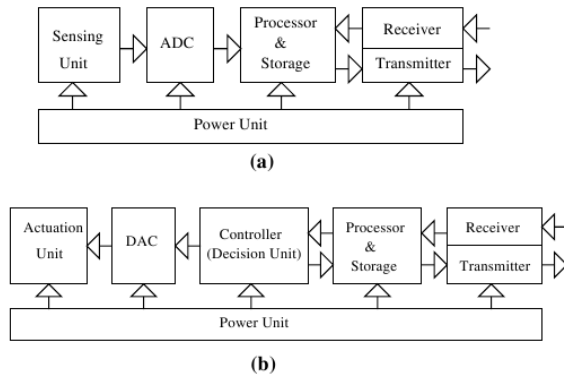 Sensing
Unit
ADC
Processor
&
Storage
Receiver
Transmitter
Power Unit
(a)
Actuation
Unit
DAC
Controller
(Decision Unit)
Processor
&
Storage
Receiver
Transmitter
Power Unit
(b)